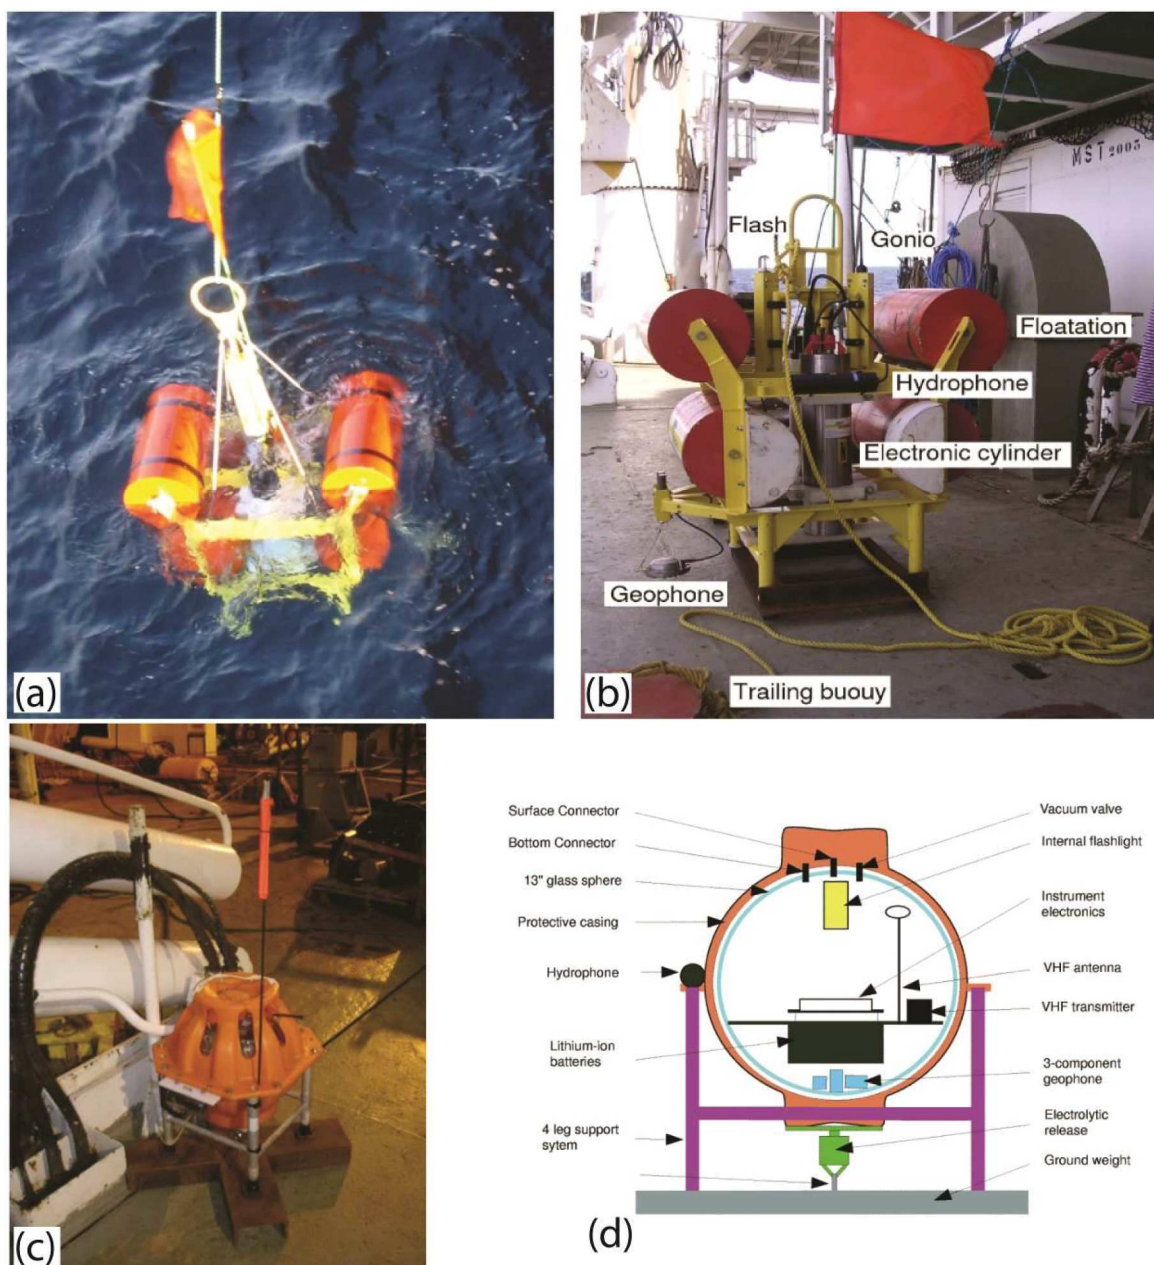 MST 2005
Flash
Gonio
Floatation
Hydrophone
Electronic cylinder
Geophone
Trailing buouy
(a)
(b)
Surface Connector
Bottom Connector
13" glass sphere
Protective casing
Hydrophone
Lithium-ion
batteries
4 leg support
sytem
Vacuum valve
Internal flashlight
Instrument
electronics
VHF antenna
VHF transmitter
3-component
geophone
Electrolytic
release
Ground weight
(c)
(d)